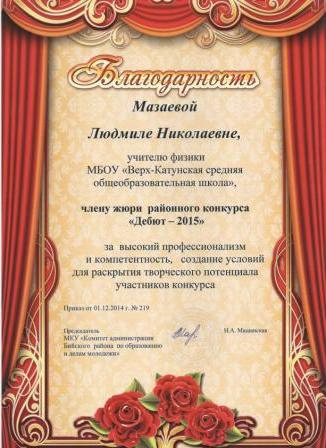 Благодарность
Мазаевой
Людмиле Николаевне,
учителю физики
МБОУ «Верх-Катунская средняя
общеобразовательная школа»,
члену жюри районного конкурса
«Дебют – 2015»
за высокий профессионализм
и компетентность, создание условий
для раскрытия творческого потенциала
участников конкурса
Приказ от 01.12.2014 г. № 219
Председатель
МКУ «Комитет администрации
Бийского района по образованию
и делам молодежи»
Н.А.